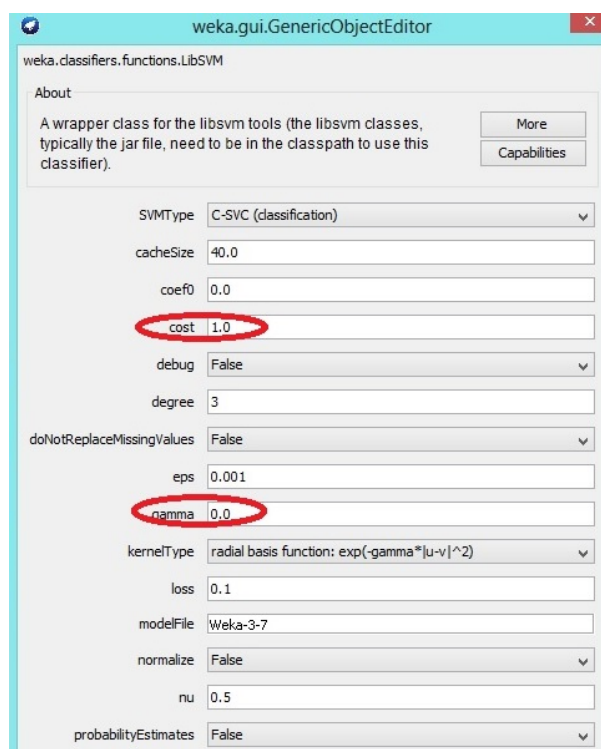 weka.gui.GenericObjectEditor
weka.classifiers.functions.LibSVM
About
A wrapper class for the libsvm tools (the libsvm classes,
typically the jar file, need to be in the classpath to use this
classifier).
More
Capabilities
SVMType C-SVC (classification)
cacheSize 40.0
coef0 0.0
cost 1.0
debug False
degree 3
doNotReplaceMissingValues False
eps 0.001
gamma 0.0
kernelType radial basis function: exp(-gamma*|u-v|^2)
loss 0.1
modelFile Weka-3-7
normalize False
nu 0.5
probabilityEstimates False